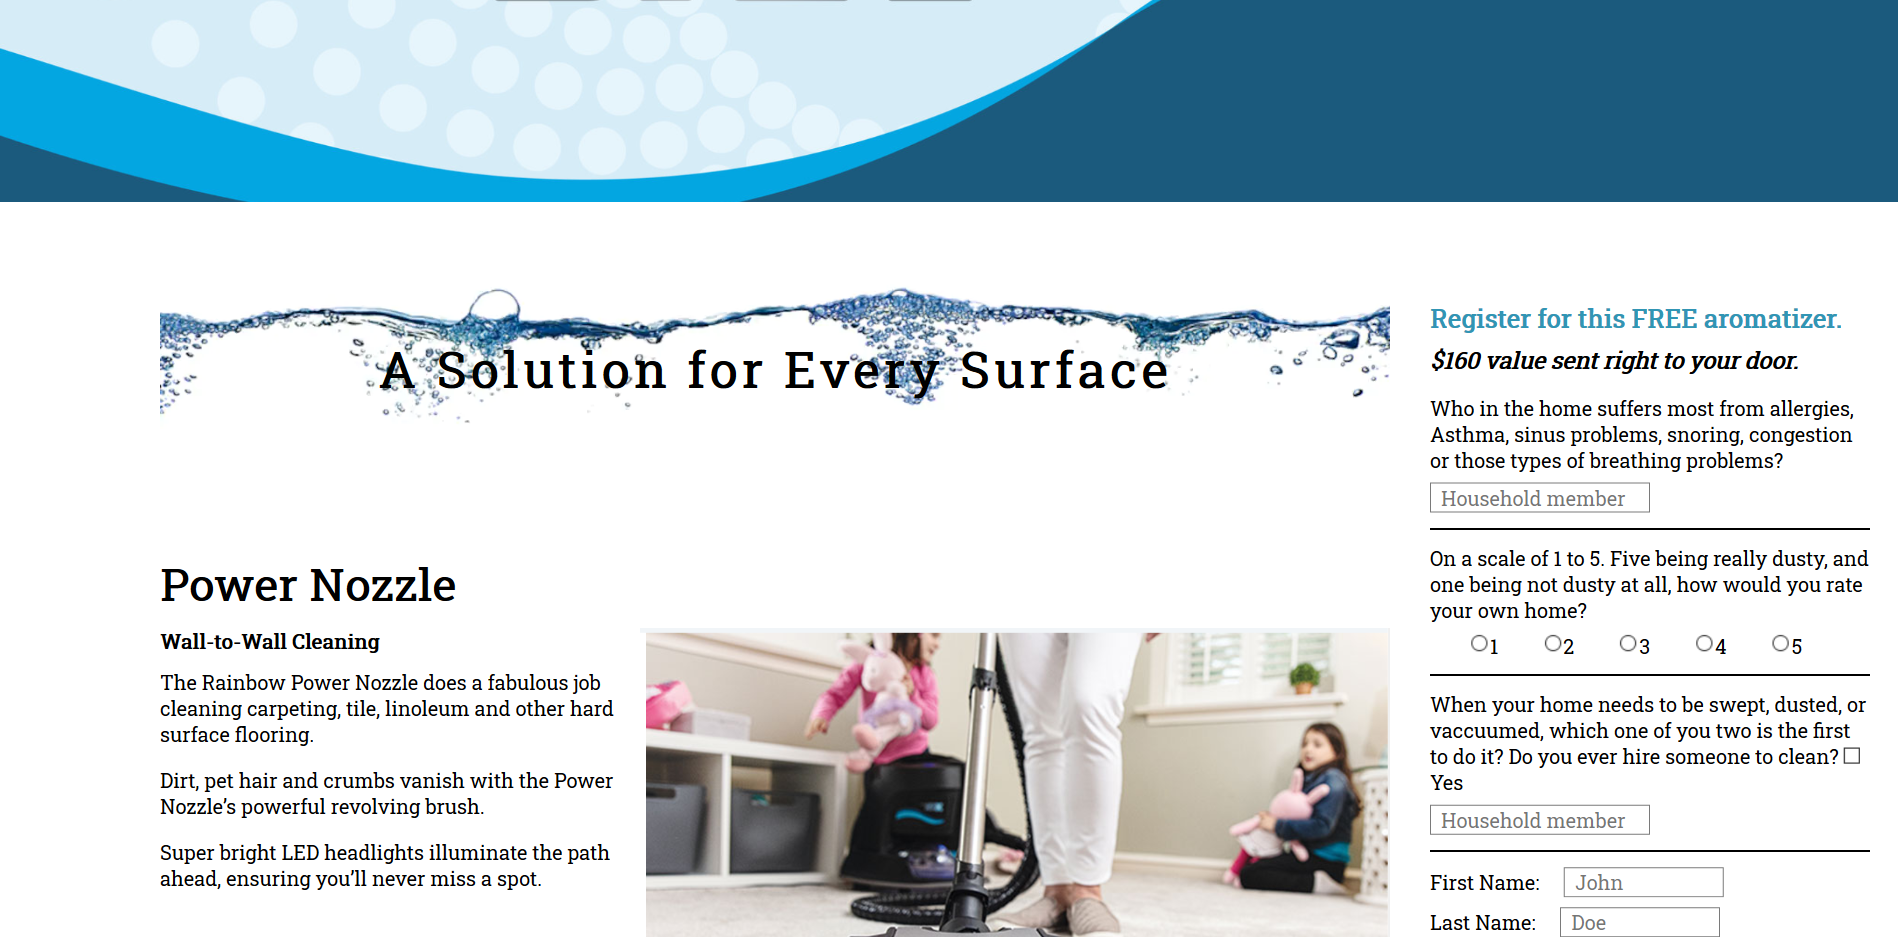 A Solution for Every Surface
Power Nozzle
Wall-to-Wall Cleaning
The Rainbow Power Nozzle does a fabulous job
cleaning carpeting, tile, linoleum and other hard
surface flooring.
Dirt, pet hair and crumbs vanish with the Power
Nozzle’s powerful revolving brush.
Super bright LED headlights illuminate the path
ahead, ensuring you’ll never miss a spot.
Register for this FREE aromatizer.
$160 value sent right to your door.
Who in the home suffers most from allergies,
Asthma, sinus problems, snoring, congestion
or those types of breathing problems?
Household member
On a scale of 1 to 5. Five being really dusty, and
one being not dusty at all, how would you rate
your own home?
1 2 3 4 5
When your home needs to be swept, dusted, or
vaccuumed, which one of you two is the first
to do it? Do you ever hire someone to clean?
Yes
Household member
First Name: John
Last Name: Doe